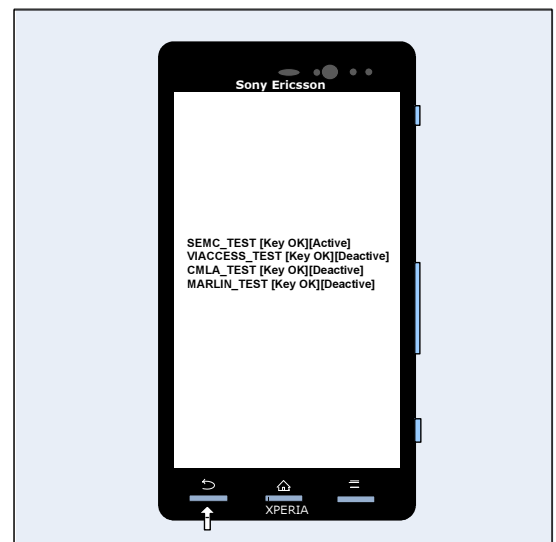 Sony Ericsson
SEMC_TEST [Key OK][Active]
VIACCESS_TEST [Key OK][Deactive]
CMLA_TEST [Key OK][Deactive]
MARLIN_TEST [Key OK][Deactive]
XPERIA